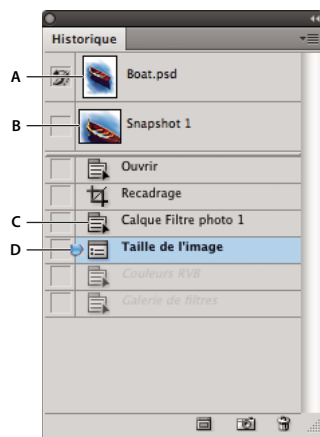 Historique
A
Boat.psd
B
Snapshot 1
Ouvrir
Recadrage
C
Calque Filtre photo 1
D
Taille de l'image
Couleurs RVB
Galerie de filtres